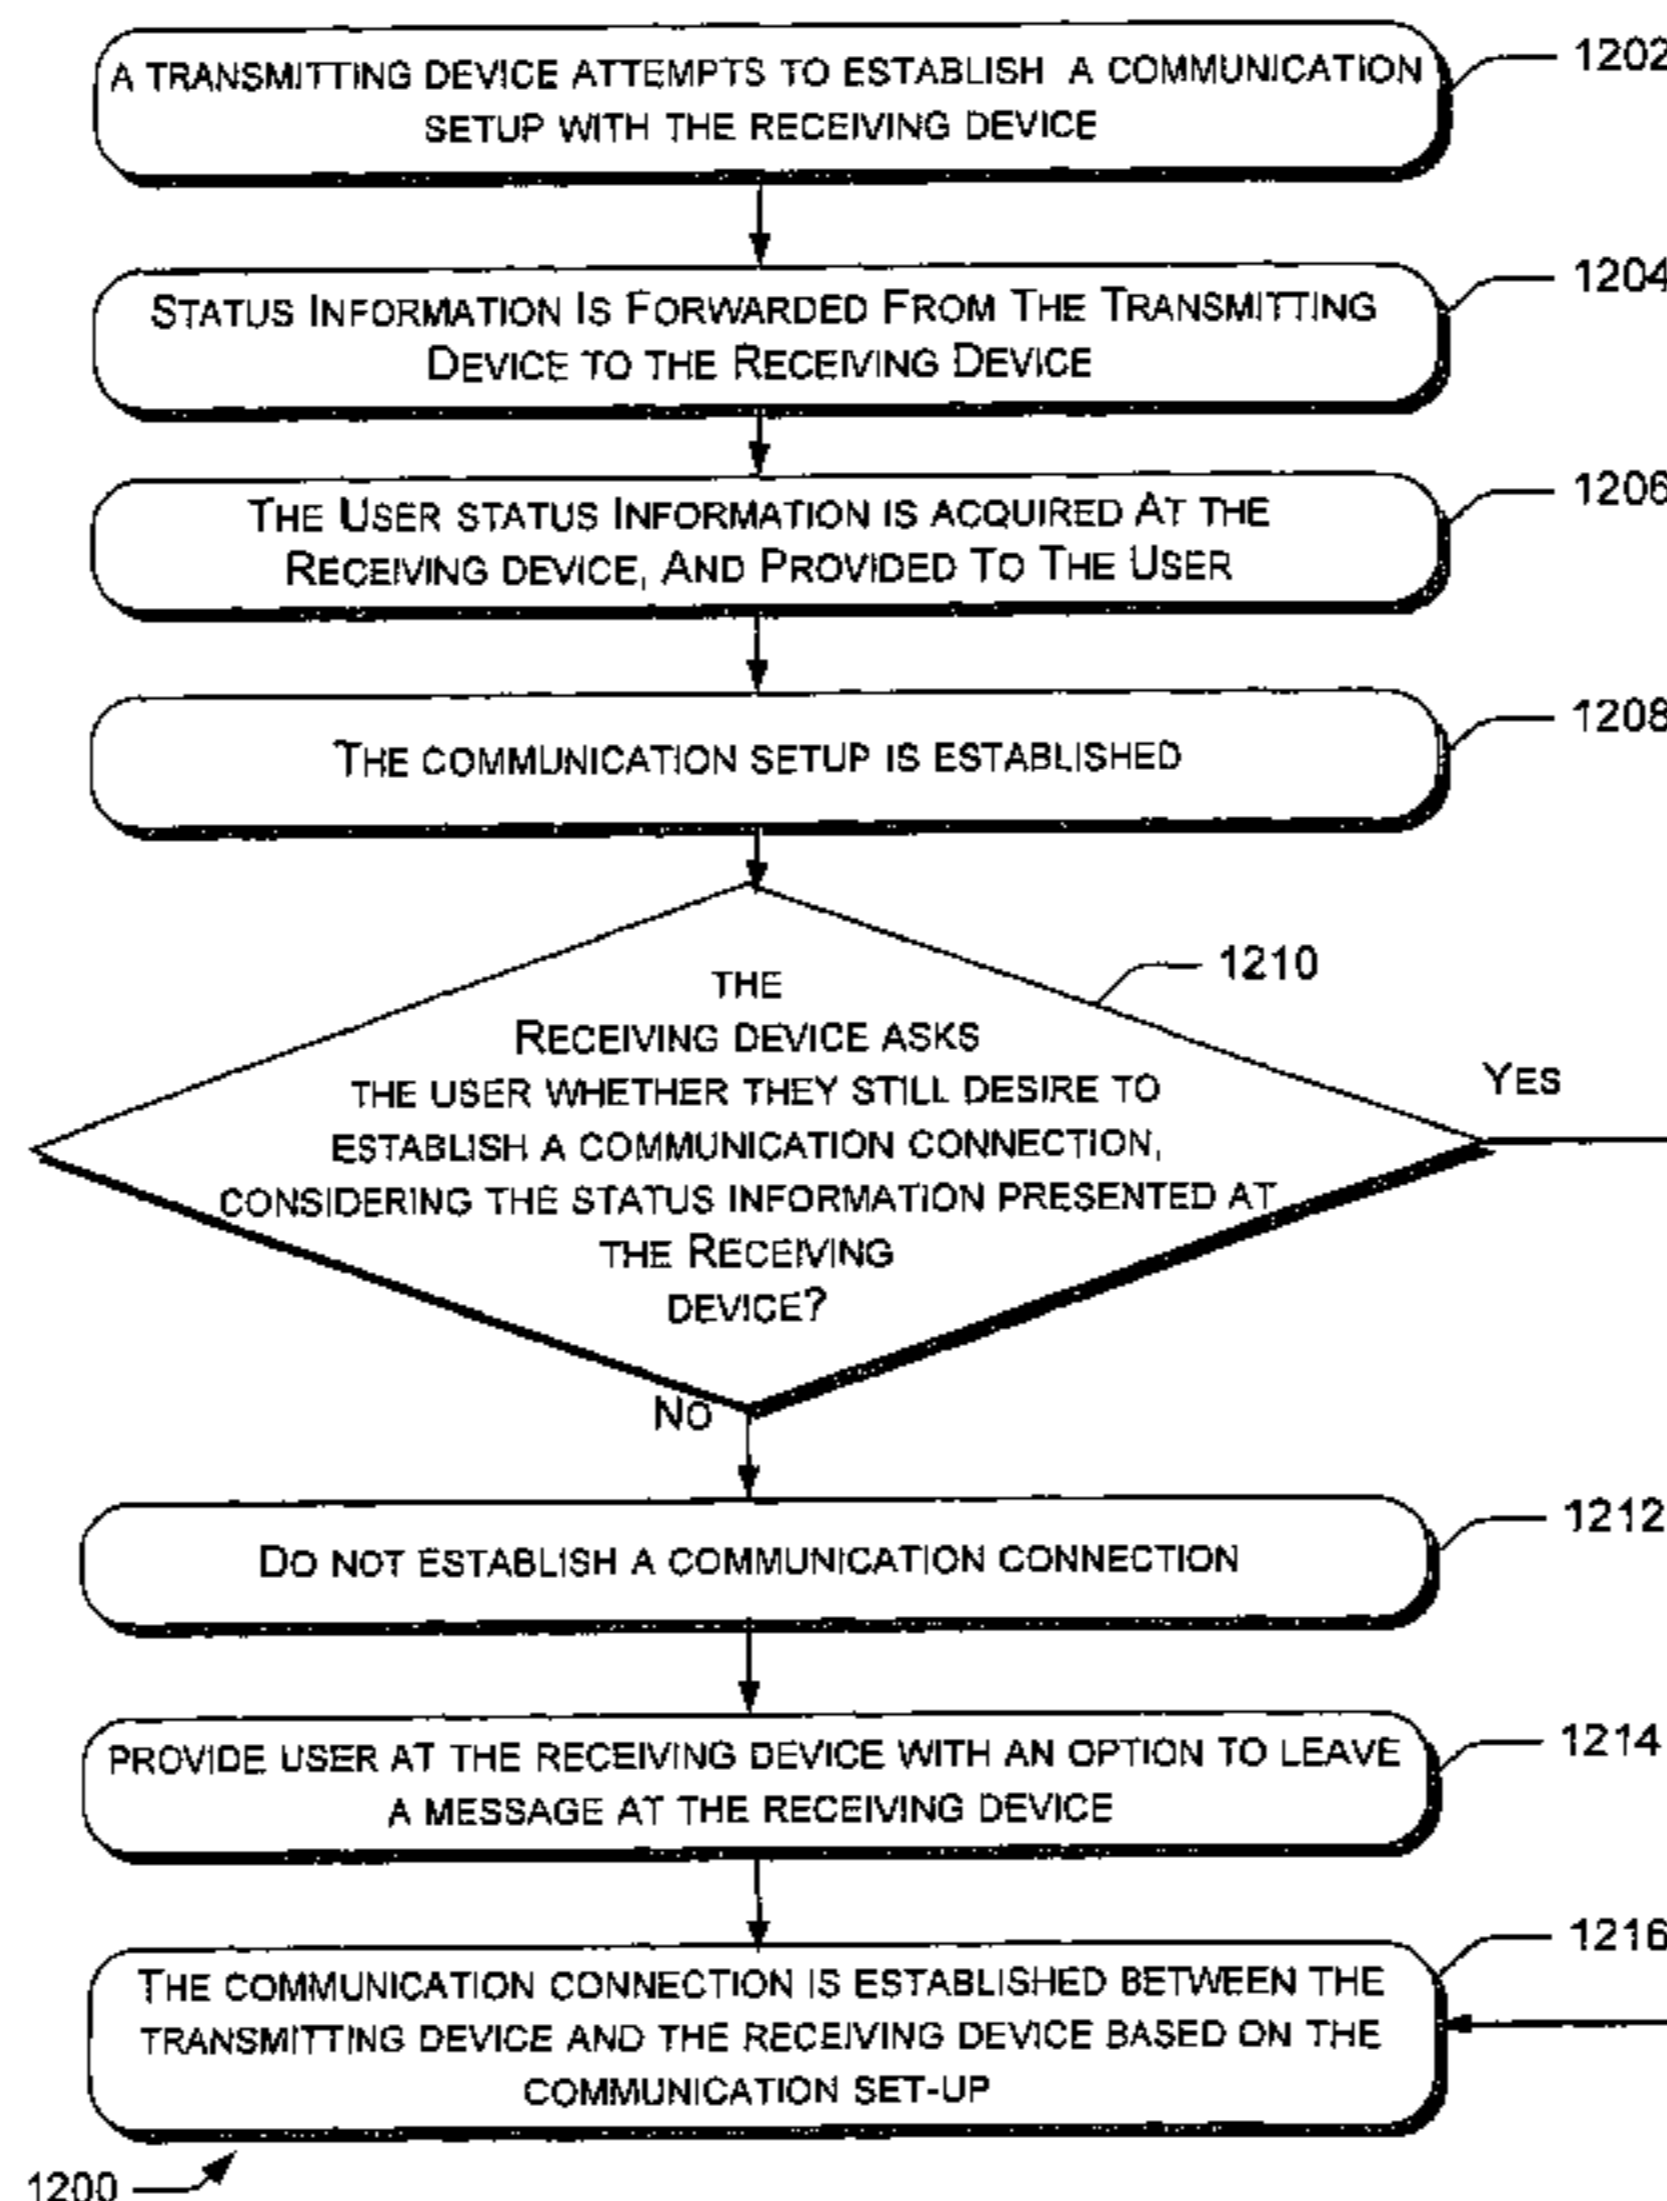 A TRANSMITTING DEVICE ATTEMPTS TO ESTABLISH A COMMUNICATION
SETUP WITH THE RECEIVING DEVICE
1202
STATUS INFORMATION IS FORWARDED FROM THE TRANSMITTING
DEVICE TO THE RECEIVING DEVICE
1204
THE USER STATUS INFORMATION IS ACQUIRED AT THE
RECEIVING DEVICE, AND PROVIDED TO THE USER
1206
THE COMMUNICATION SETUP IS ESTABLISHED
1208
THE
RECEIVING DEVICE ASKS
THE USER WHETHER THEY STILL DESIRE TO
ESTABLISH A COMMUNICATION CONNECTION,
CONSIDERING THE STATUS INFORMATION PRESENTED AT
THE RECEIVING
DEVICE?
1210
YES
NO
DO NOT ESTABLISH A COMMUNICATION CONNECTION
1212
PROVIDE USER AT THE RECEIVING DEVICE WITH AN OPTION TO LEAVE
A MESSAGE AT THE RECEIVING DEVICE
1214
THE COMMUNICATION CONNECTION IS ESTABLISHED BETWEEN THE
TRANSMITTING DEVICE AND THE RECEIVING DEVICE BASED ON THE
COMMUNICATION SET-UP
1216
1200